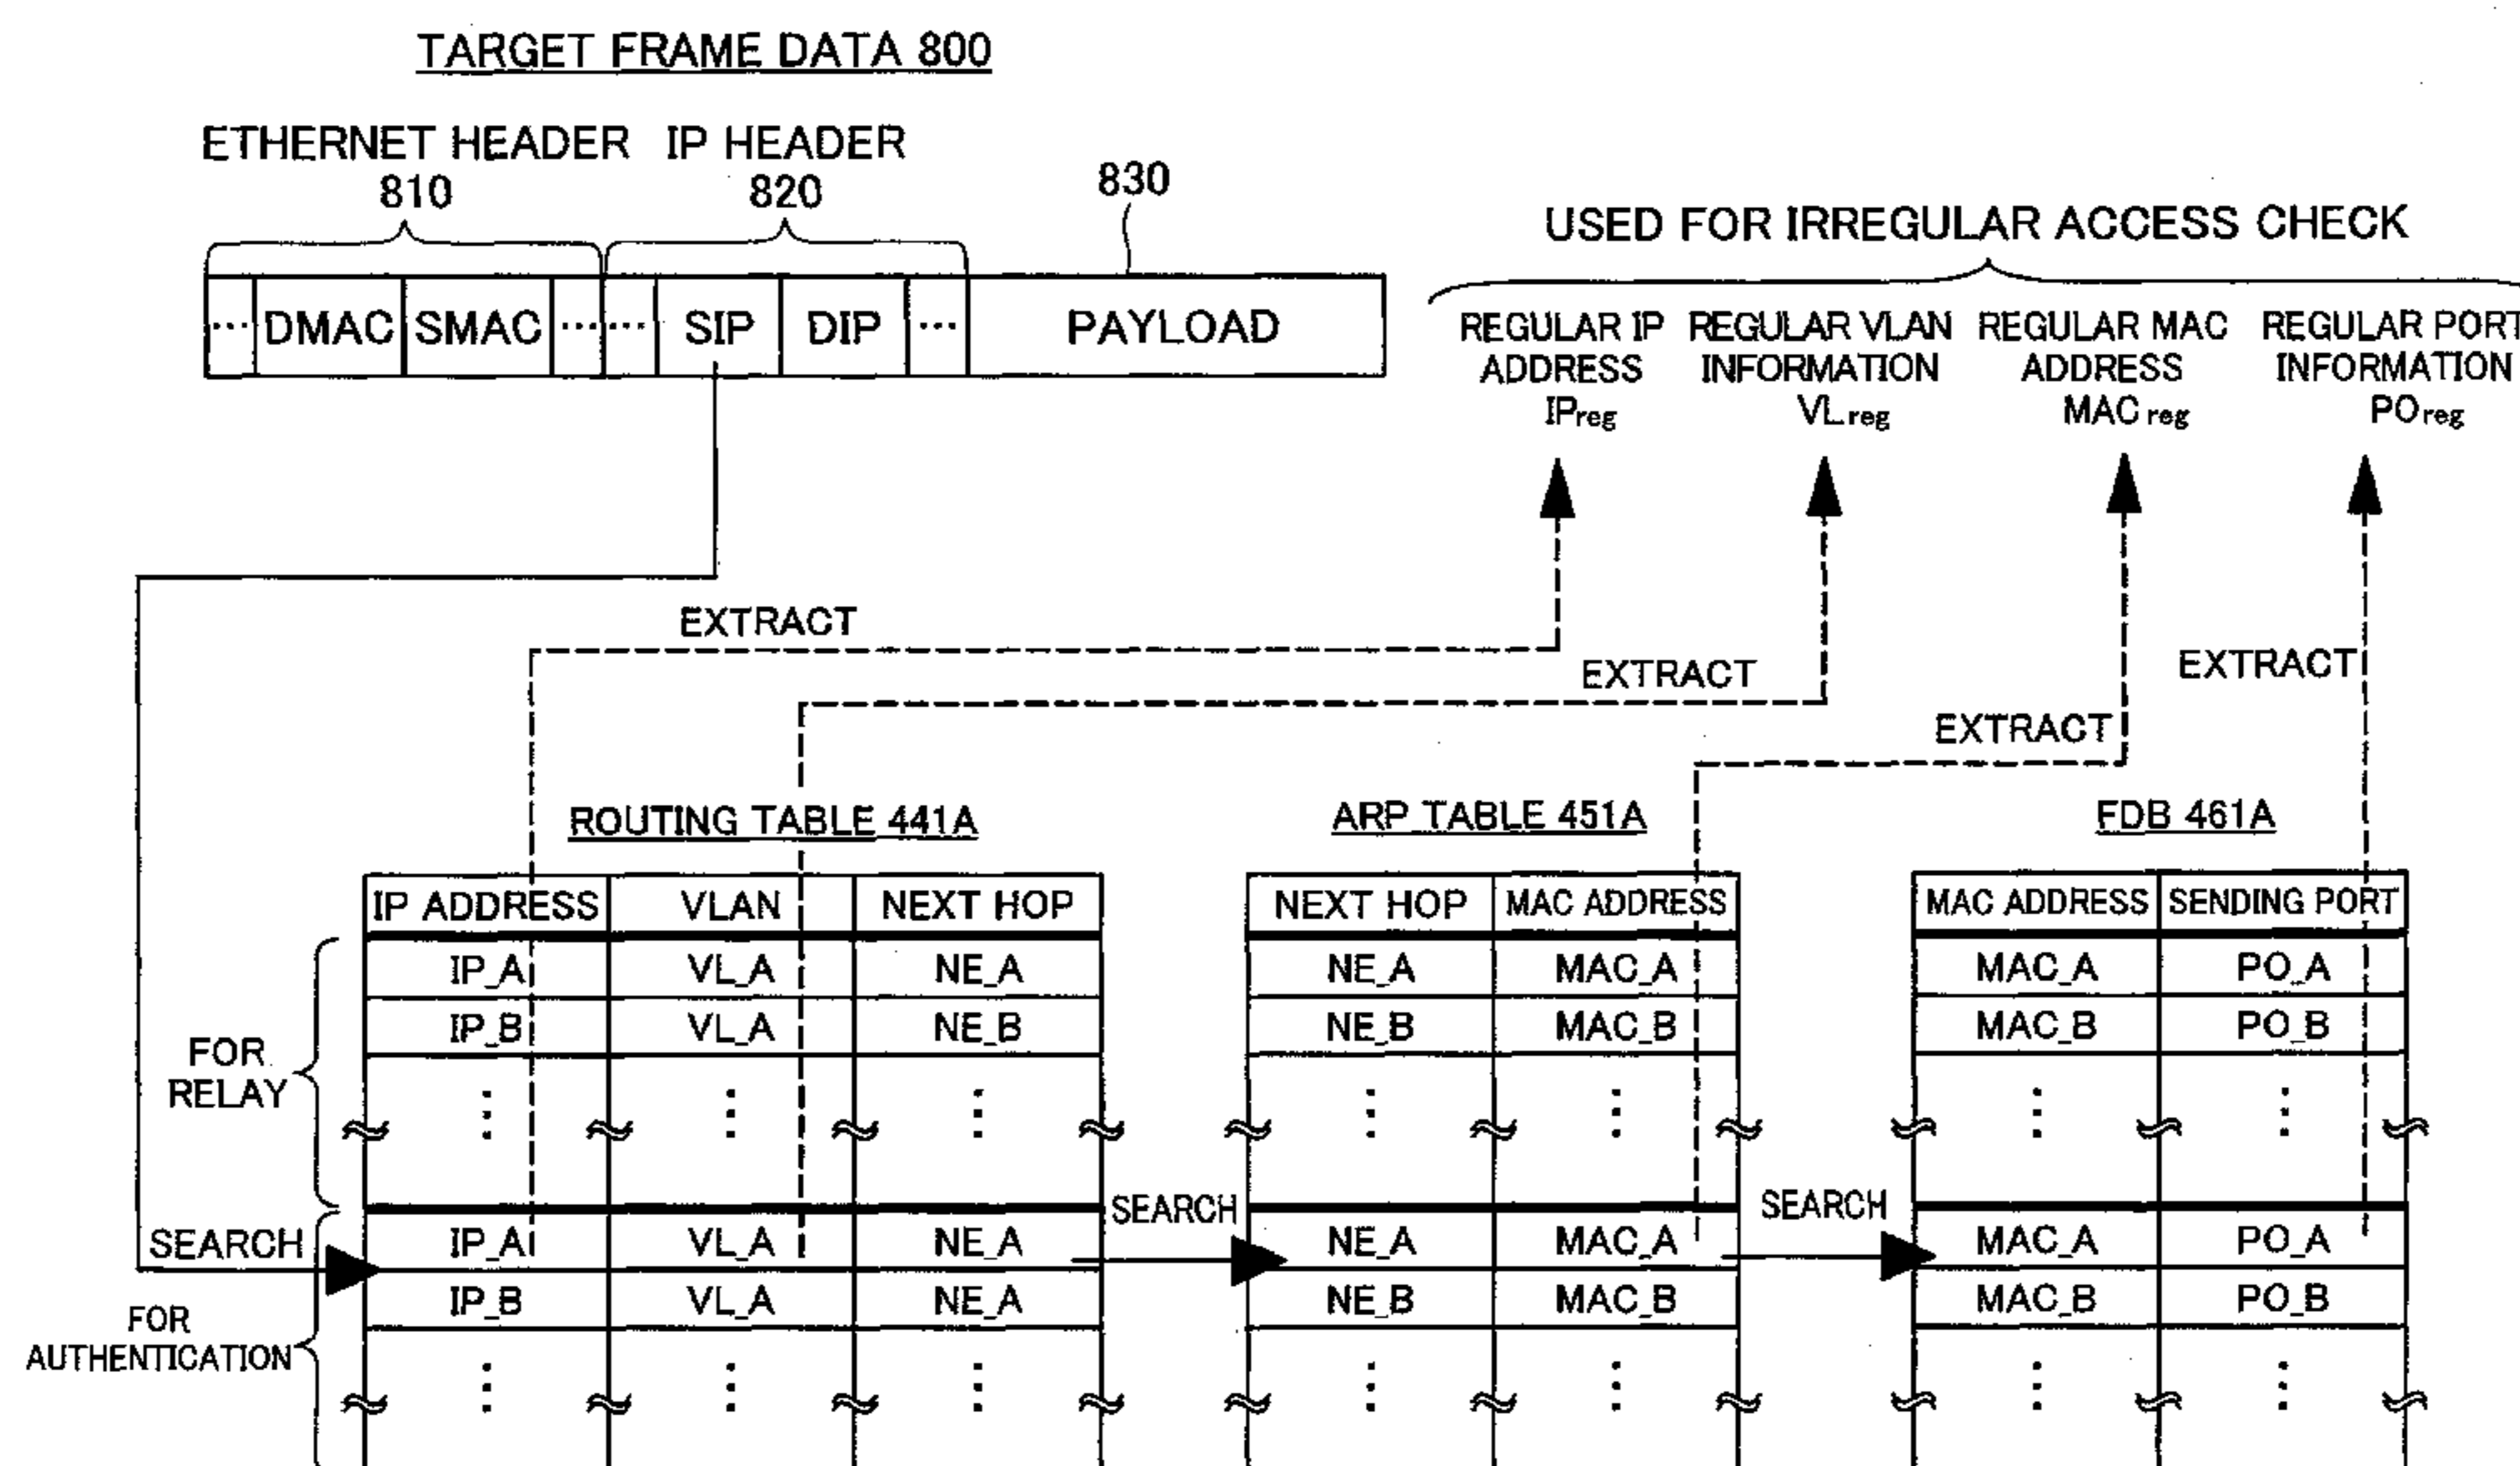 TARGET FRAME DATA 800
ETHERNET HEADER IP HEADER
810 820 830
USED FOR IRREGULAR ACCESS CHECK
... DMAC SMAC ... ... SIP DIP ... PAYLOAD
REGULAR IP REGULAR VLAN REGULAR MAC REGULAR PORT
ADDRESS INFORMATION ADDRESS INFORMATION
IPreg VLreg MACreg POreg
EXTRACT
EXTRACT
EXTRACT
EXTRACT
ROUTING TABLE 441A ARP TABLE 451A FDB 461A
IP ADDRESS VLAN NEXT HOP NEXT HOP MAC ADDRESS MAC ADDRESS SENDING PORT
IP_A VL_A NE_A NE_A MAC_A MAC_A PO_A
IP_B VL_A NE_B NE_B MAC_B MAC_B PO_B
FOR
RELAY
SEARCH SEARCH SEARCH
IP_A VL_A NE_A NE_A MAC_A MAC_A PO_A
IP_B VL_A NE_A NE_B MAC_B MAC_B PO_B
FOR
AUTHENTICATION